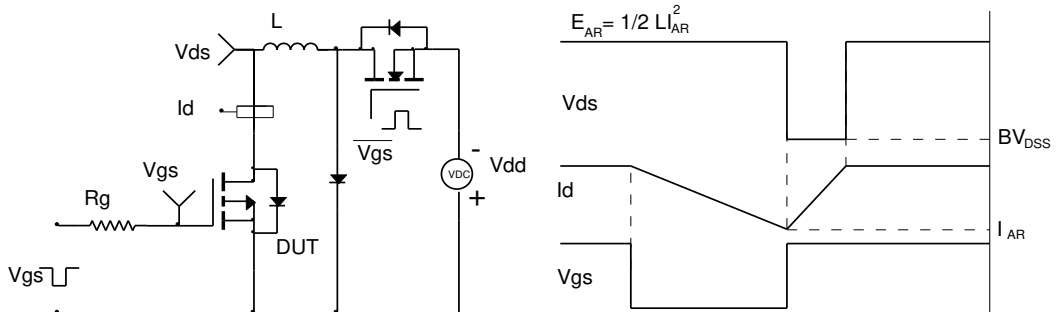 L
Vds
Id
Vgs
Vgs
Rg
DUT
Vgs
VDC
-
+
Vdd
E_AR= 1/2 LI_AR^2
Vds
BV_DSS
Id
I_AR
Vgs